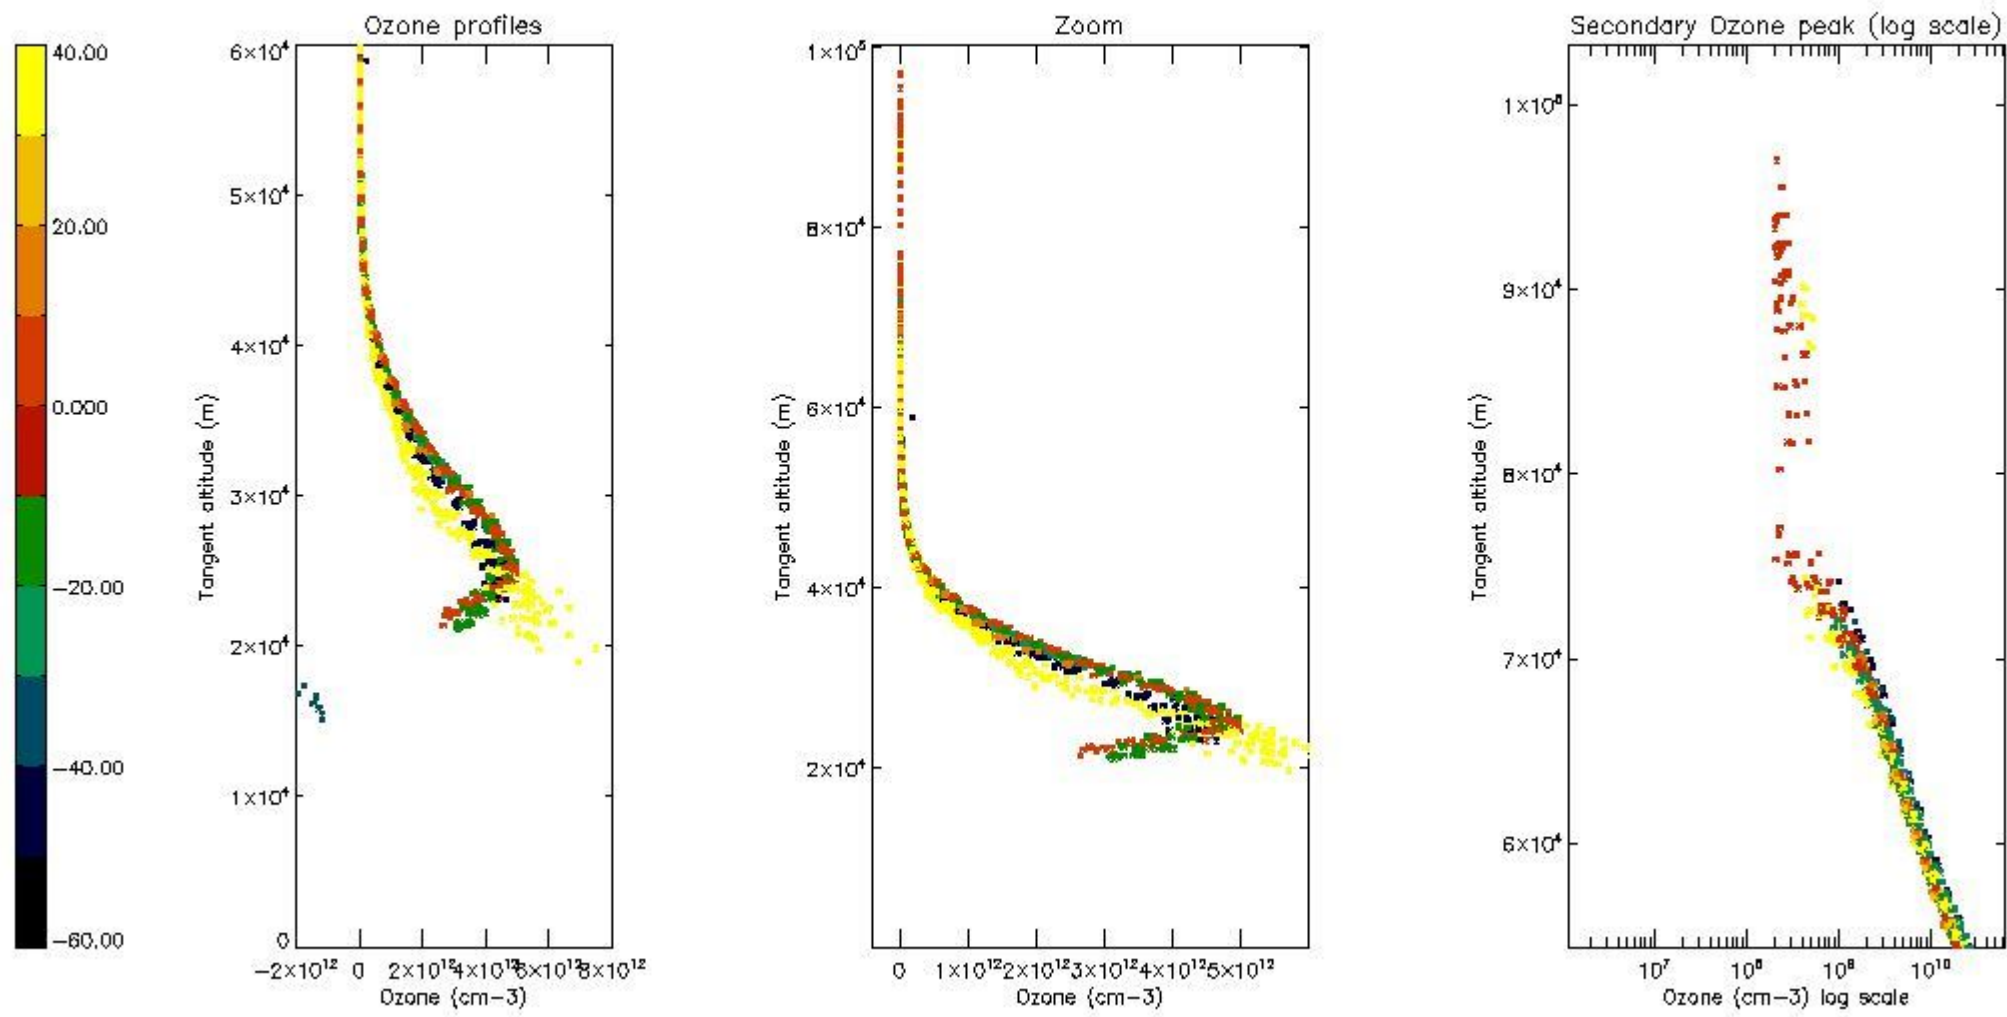 Ozone profiles
Zoom
Secondary Ozone peak (log scale)
40.00
20.00
0.000
−20.00
−40.00
−60.00
6×10⁴
5×10⁴
4×10⁴
3×10⁴
2×10⁴
1×10⁴
0
Tangent altitude (m)
−2×10¹² 0 2×10¹² 4×10¹² 6×10¹² 8×10¹²
Ozone (cm−3)
1×10⁵
8×10⁴
6×10⁴
4×10⁴
2×10⁴
Tangent altitude (m)
0 1×10¹² 2×10¹² 3×10¹² 4×10¹² 5×10¹²
Ozone (cm−3)
1×10⁵
9×10⁴
8×10⁴
7×10⁴
6×10⁴
Tangent altitude (m)
10⁷ 10⁸ 10⁹ 10¹⁰
Ozone (cm−3) log scale